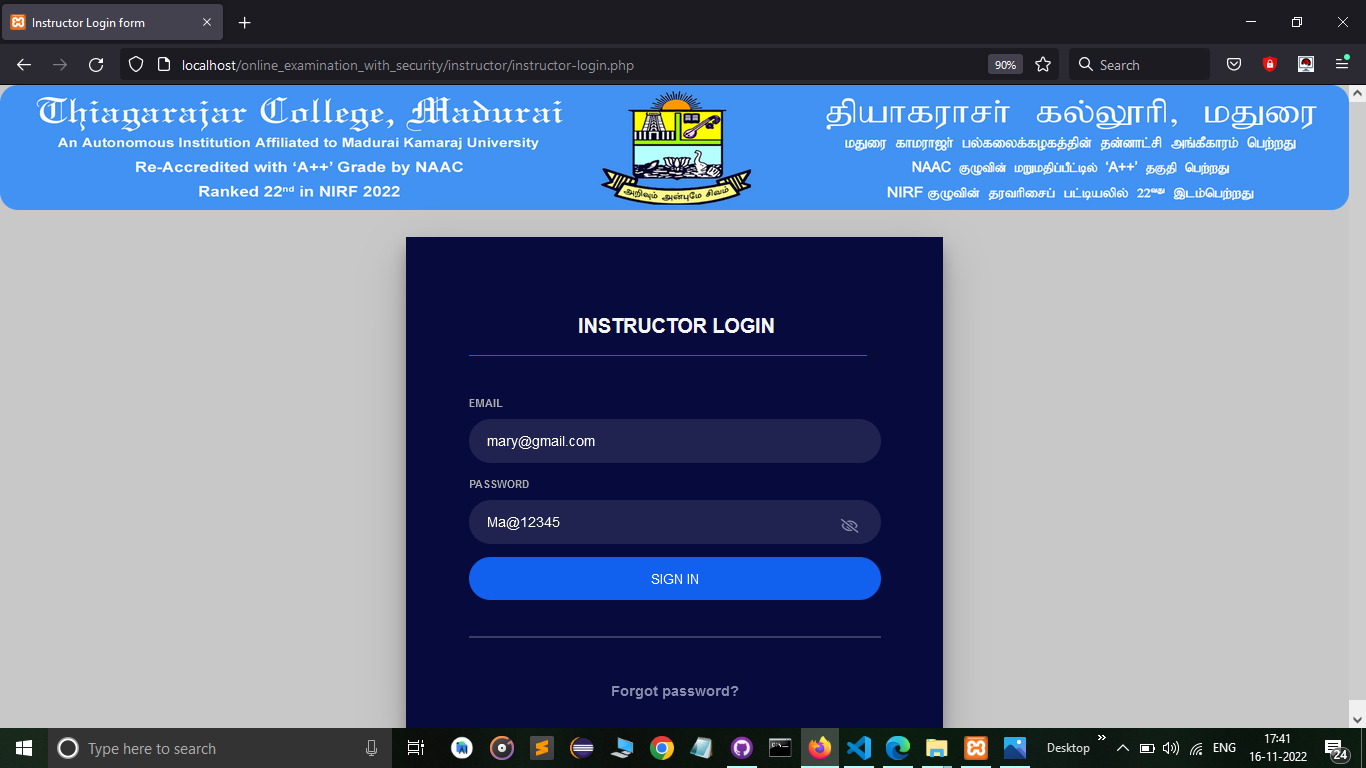 Instructor Login form
localhost/online_examination_with_security/instructor/instructor-login.php
90%
Search
Thiagarajar College, Madurai
An Autonomous Institution Affiliated to Madurai Kamaraj University
Re-Accredited with ‘A++’ Grade by NAAC
Ranked 22nd in NIRF 2022
அறிவும் அன்புமே சிவம்
தியாகராசர் கல்லூரி, மதுரை
மதுரை காமராஜர் பல்கலைக்கழகத்தின் தன்னாட்சி அங்கீகாரம் பெற்றது
NAAC குழுவின் மறுமதிப்பீட்டில் ‘A++’ தகுதி பெற்றது
NIRF குழுவின் தரவரிசைப் பட்டியலில் 22வது இடம்பெற்றது
INSTRUCTOR LOGIN
EMAIL
mary@gmail.com
PASSWORD
Ma@12345
SIGN IN
Forgot password?
Type here to search
Desktop
ENG
17:41
16-11-2022
24